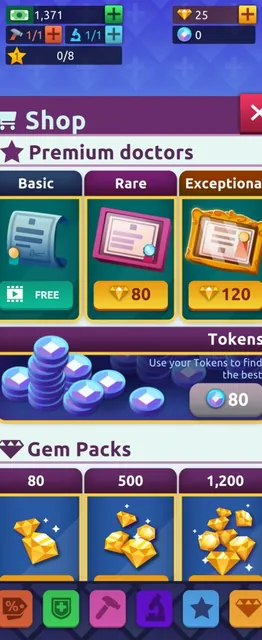 1,371
25
1/1
1/1
0
0/8
Shop
Premium doctors
Basic
Rare
Exceptiona
FREE
80
120
Tokens
Use your Tokens to find
the best
80
Gem Packs
80
500
1,200
%